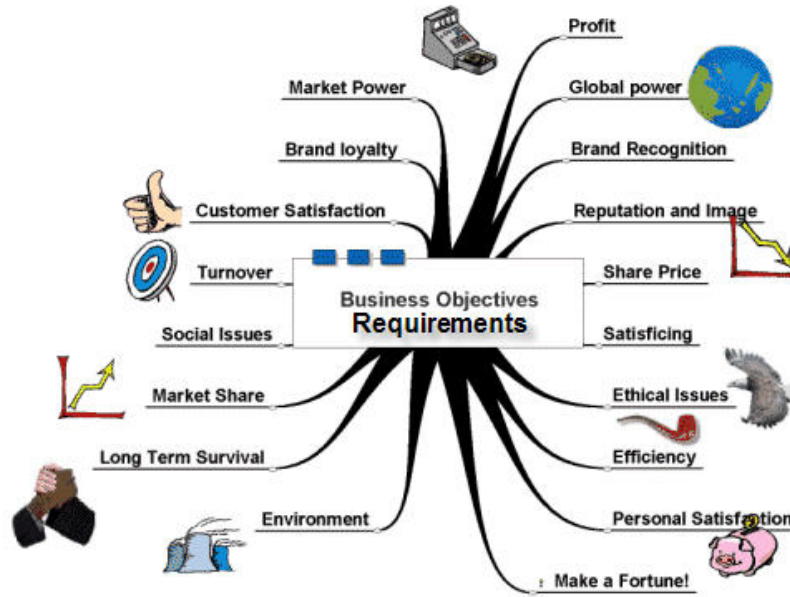 Profit
Market Power
Global power
Brand loyalty
Brand Recognition
Customer Satisfaction
Reputation and Image
Turnover
Share Price
Business Objectives
Requirements
Social Issues
Satisficing
Market Share
Ethical Issues
Long Term Survival
Efficiency
Environment
Personal Satisfaction
! Make a Fortune!